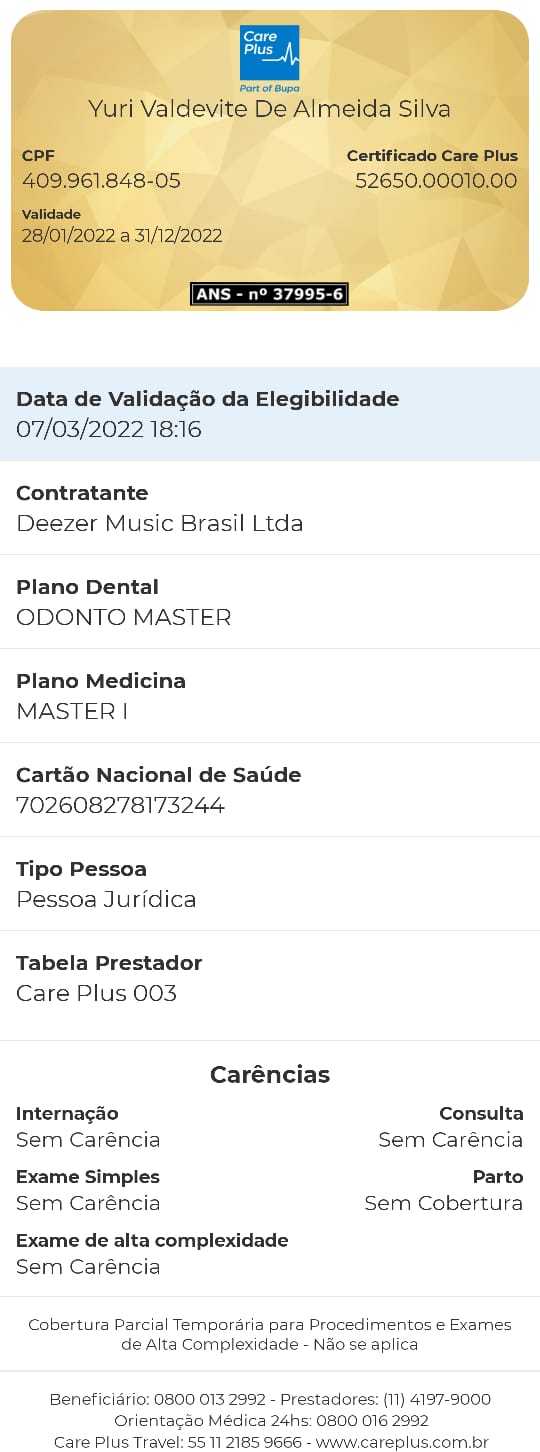 Care
Plus
Part of Bupa
Yuri Valdevite De Almeida Silva
CPF
Certificado Care Plus
409.961.848-05
52650.00010.00
Validade
28/01/2022 a 31/12/2022
ANS - nº 37995-6
Data de Validação da Elegibilidade
07/03/2022 18:16
Contratante
Deezer Music Brasil Ltda
Plano Dental
ODONTO MASTER
Plano Medicina
MASTER I
Cartão Nacional de Saúde
702608278173244
Tipo Pessoa
Pessoa Jurídica
Tabela Prestador
Care Plus 003
Carências
Internação
Consulta
Sem Carência
Sem Carência
Exame Simples
Parto
Sem Carência
Sem Cobertura
Exame de alta complexidade
Sem Carência
Cobertura Parcial Temporária para Procedimentos e Exames
de Alta Complexidade - Não se aplica
Beneficiário: 0800 013 2992 - Prestadores: (11) 4197-9000
Orientação Médica 24hs: 0800 016 2992
Care Plus Travel: 55 11 2185 9666 - www.careplus.com.br